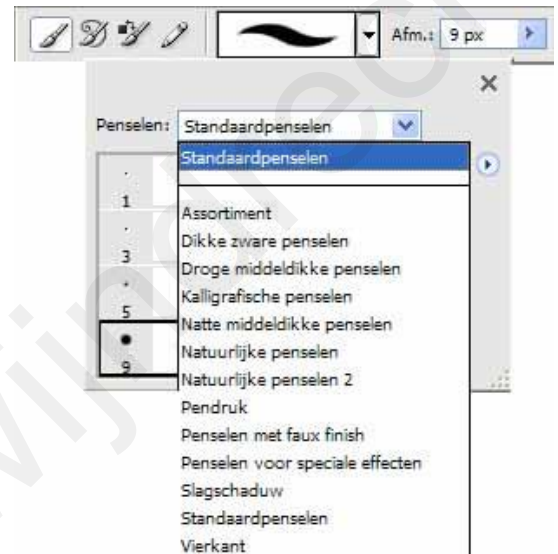 Afm.: 9 px
Penselen: Standaardpenselen
Standaardpenselen
1
3
5
9
Assortiment
Dikke zware penselen
Droge middeldikke penselen
Kalligrafische penselen
Natte middeldikke penselen
Natuurlijke penselen
Natuurlijke penselen 2
Pendruk
Penselen met faux finish
Penselen voor speciale effecten
Slagschaduw
Standaardpenselen
Vierkant